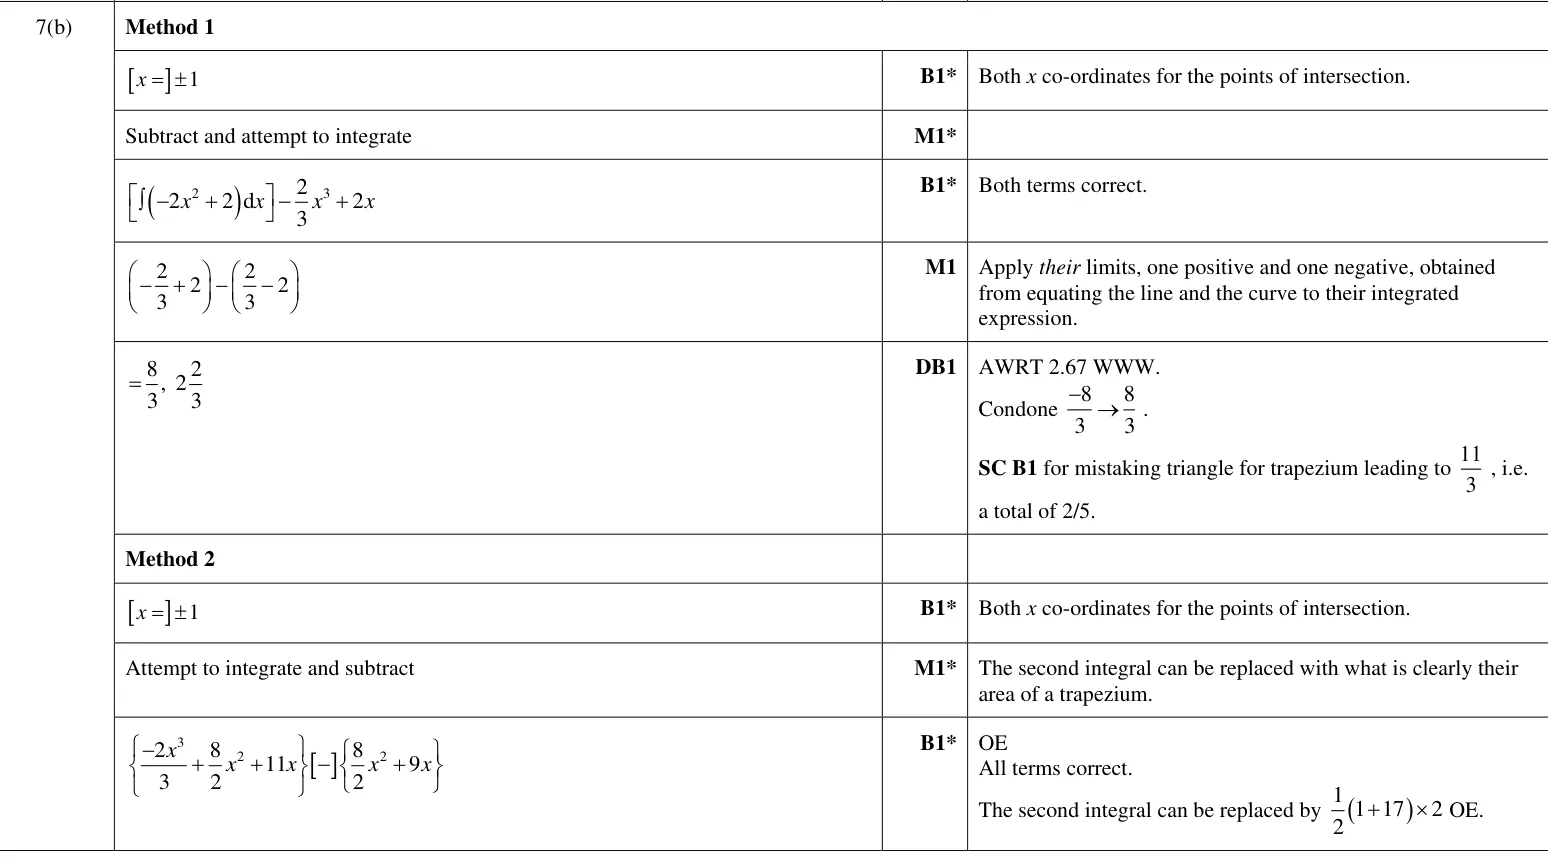 7(b) Method 1
[x =] ± 1 B1* Both x co-ordinates for the points of intersection.
Subtract and attempt to integrate M1*
[∫(−2x² + 2)dx] − 2/3 x³ + 2x B1* Both terms correct.
(−2/3 + 2) − (2/3 − 2) M1 Apply their limits, one positive and one negative, obtained
from equating the line and the curve to their integrated
expression.
= 8/3, 2 2/3 DB1 AWRT 2.67 WWW.
Condone −8/3 → 8/3 .
SC B1 for mistaking triangle for trapezium leading to 11/3 , i.e.
a total of 2/5.
Method 2
[x =] ± 1 B1* Both x co-ordinates for the points of intersection.
Attempt to integrate and subtract M1* The second integral can be replaced with what is clearly their
area of a trapezium.
{−2x³/3 + 8/2 x² + 11x}[−]{8/2 x² + 9x} B1* OE
All terms correct.
The second integral can be replaced by 1/2 (1 + 17) × 2 OE.